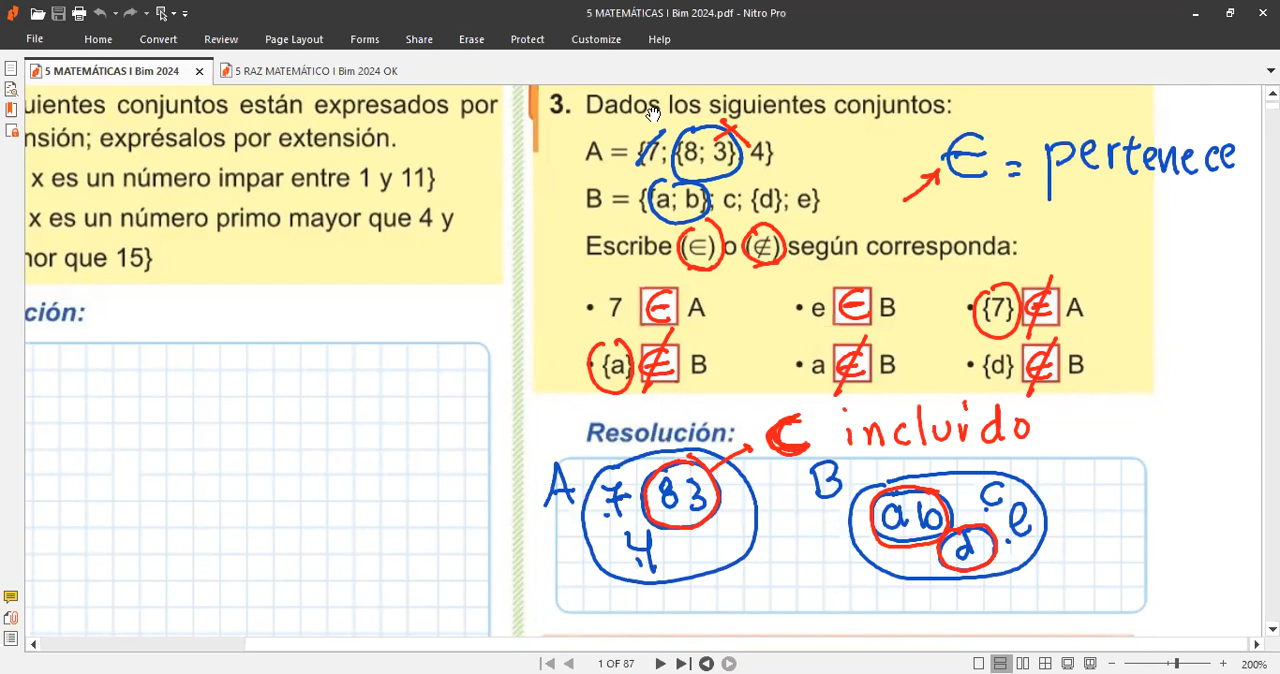 5 MATEMÁTICAS I Bim 2024.pdf - Nitro Pro
File Home Convert Review Page Layout Forms Share Erase Protect Customize Help
5 MATEMÁTICAS I Bim 2024 × 5 RAZ MATEMÁTICO I Bim 2024 OK
uientes conjuntos están expresados por
nsión; exprésalos por extensión.
x es un número impar entre 1 y 11}
x es un número primo mayor que 4 y
nor que 15}
ción:
3. Dados los siguientes conjuntos:
A = {7; {8; 3}; 4}
B = {{a; b}; c; {d}; e}
∈ = pertenece
Escribe (∈) o (∉) según corresponda:
• 7 ∈ A • e ∈ B • {7} ∉ A
• {a} ∉ B • a ∉ B • {d} ∉ B
Resolución: ⊂ incluido
A 7 83 4
B ab c d e
1 OF 87
200%